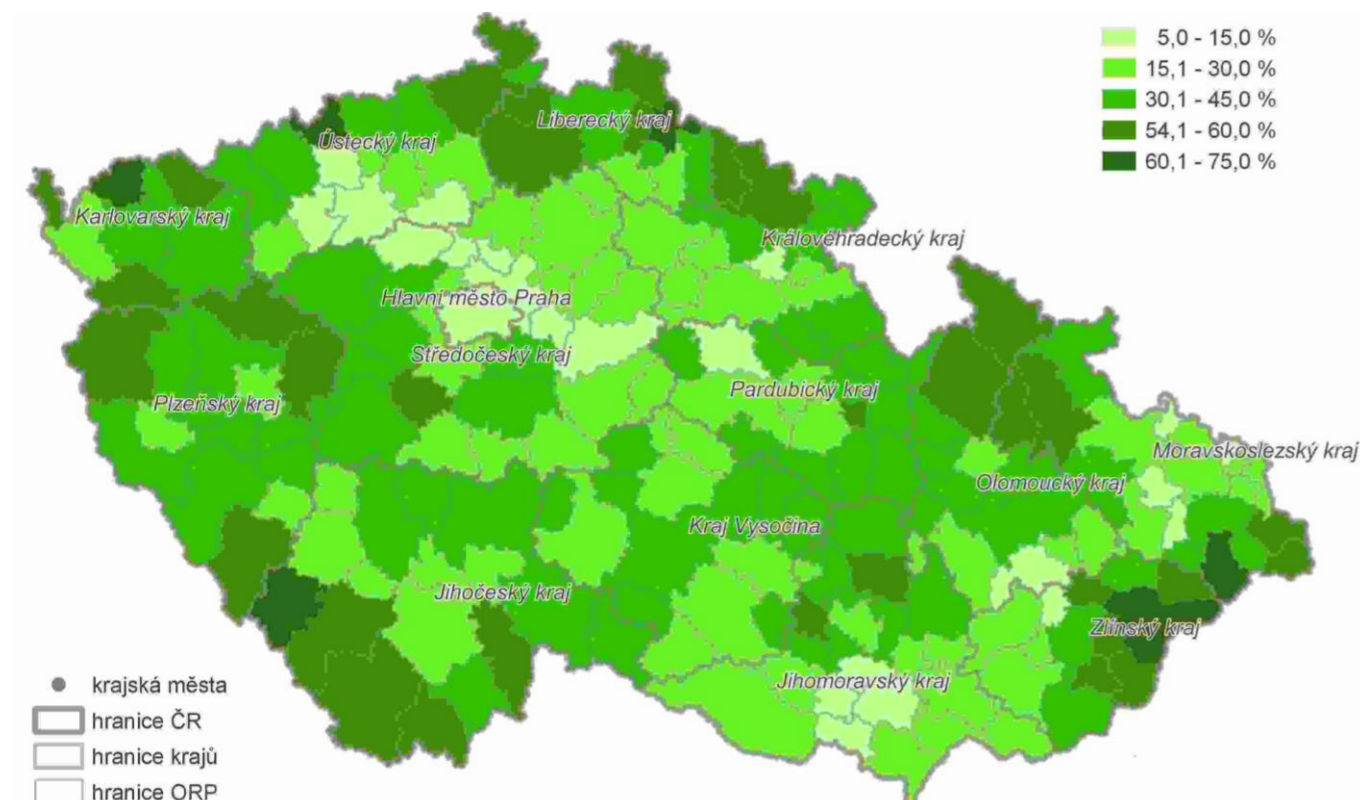 5,0 - 15,0 %
15,1 - 30,0 %
30,1 - 45,0 %
54,1 - 60,0 %
60,1 - 75,0 %
Liberecký kraj
Ústecký kraj
Karlovarský kraj
Královéhradecký kraj
Hlavní město Praha
Středočeský kraj
Pardubický kraj
Plzeňský kraj
Moravskoslezský kraj
Olomoucký kraj
Kraj Vysočina
Jihočeský kraj
Zlínský kraj
Jihomoravský kraj
krajská města
hranice ČR
hranice krajů
hranice ORP